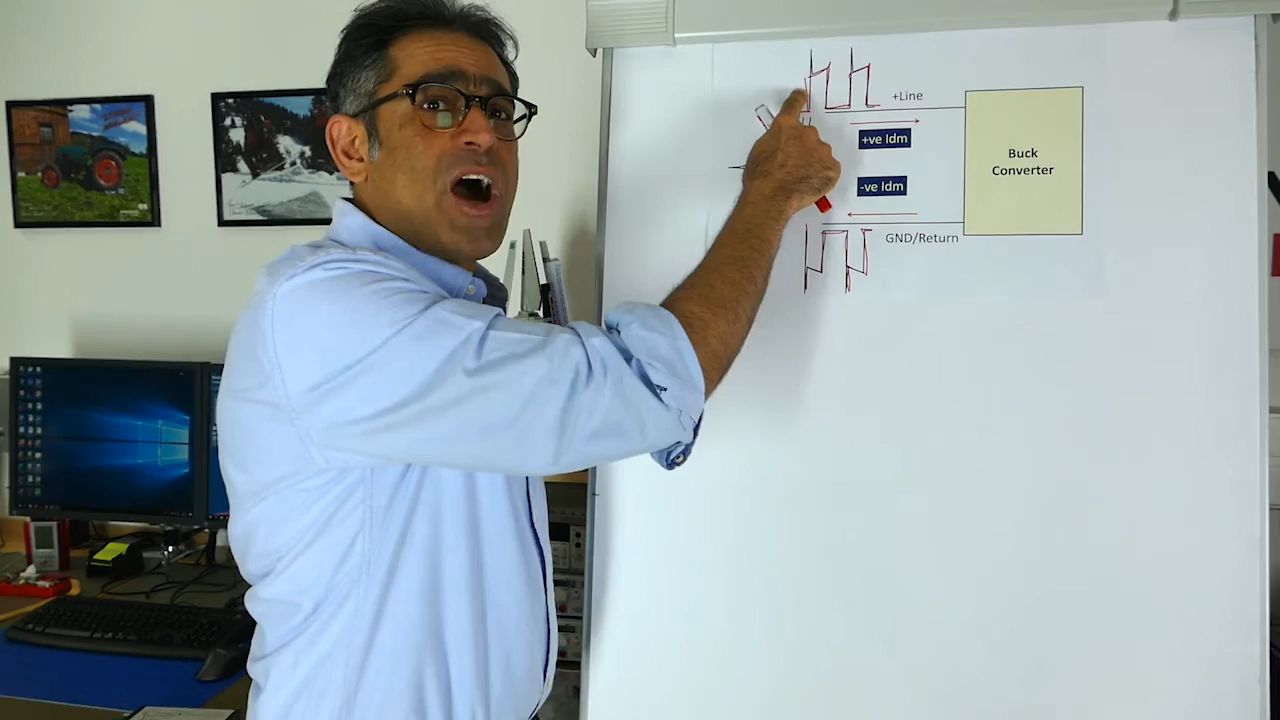 +Line
+ve Idm
Buck
Converter
-ve Idm
GND/Return